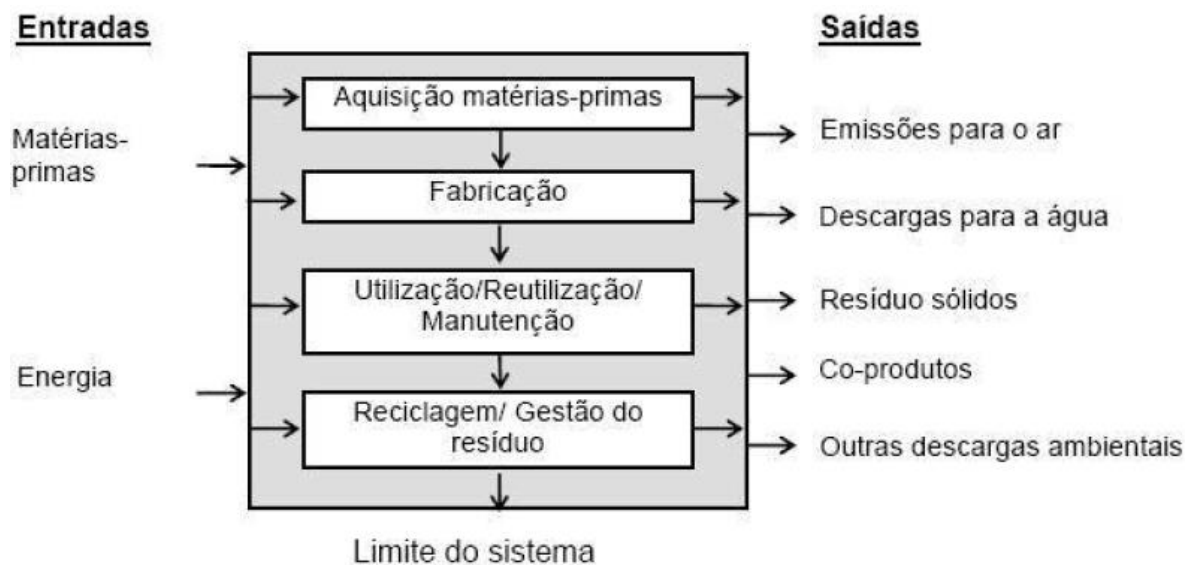 Entradas
Saídas
Aquisição matérias-primas
Matérias-
primas
Emissões para o ar
Fabricação
Descargas para a água
Utilização/Reutilização/
Manutenção
Resíduo sólidos
Energia
Co-produtos
Reciclagem/ Gestão do
resíduo
Outras descargas ambientais
Limite do sistema